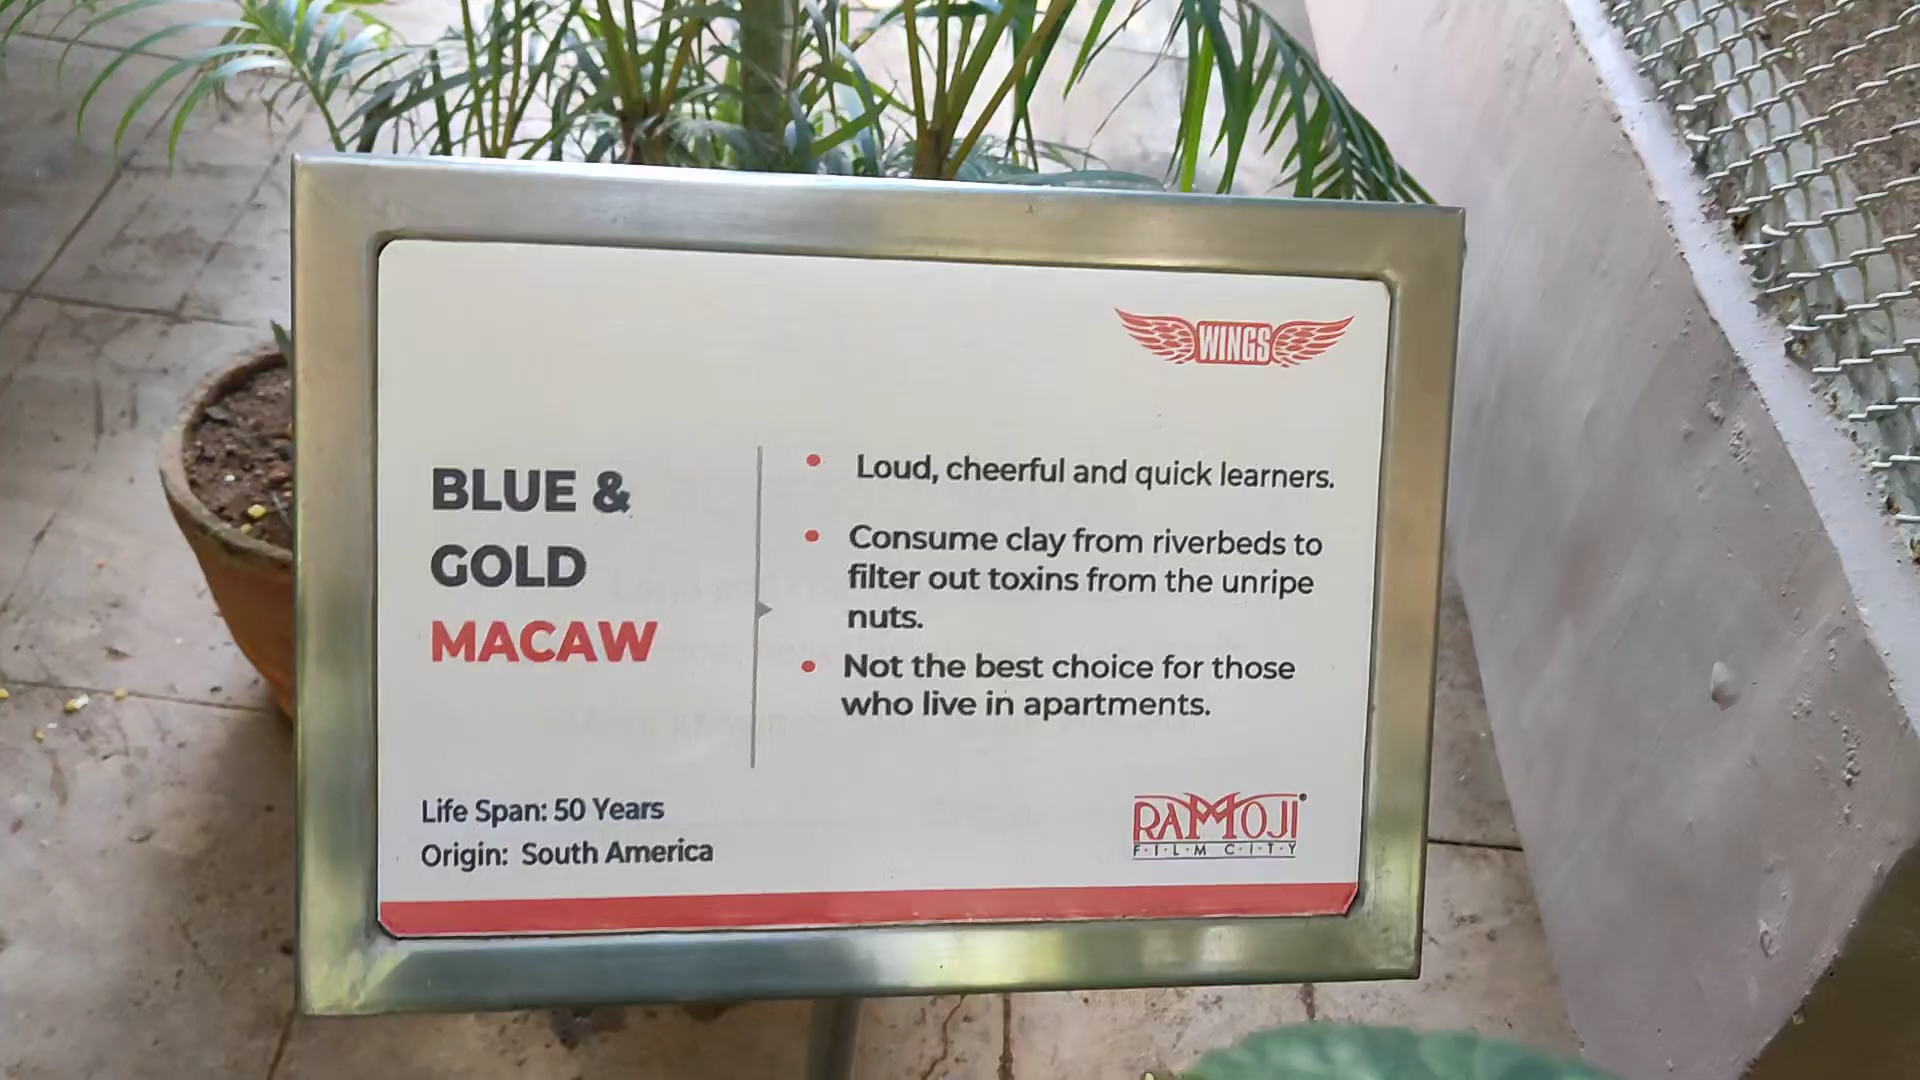 WINGS
BLUE &
GOLD
MACAW
Loud, cheerful and quick learners.
Consume clay from riverbeds to
filter out toxins from the unripe
nuts.
Not the best choice for those
who live in apartments.
Life Span: 50 Years
Origin: South America
RAMOJI
FILM CITY